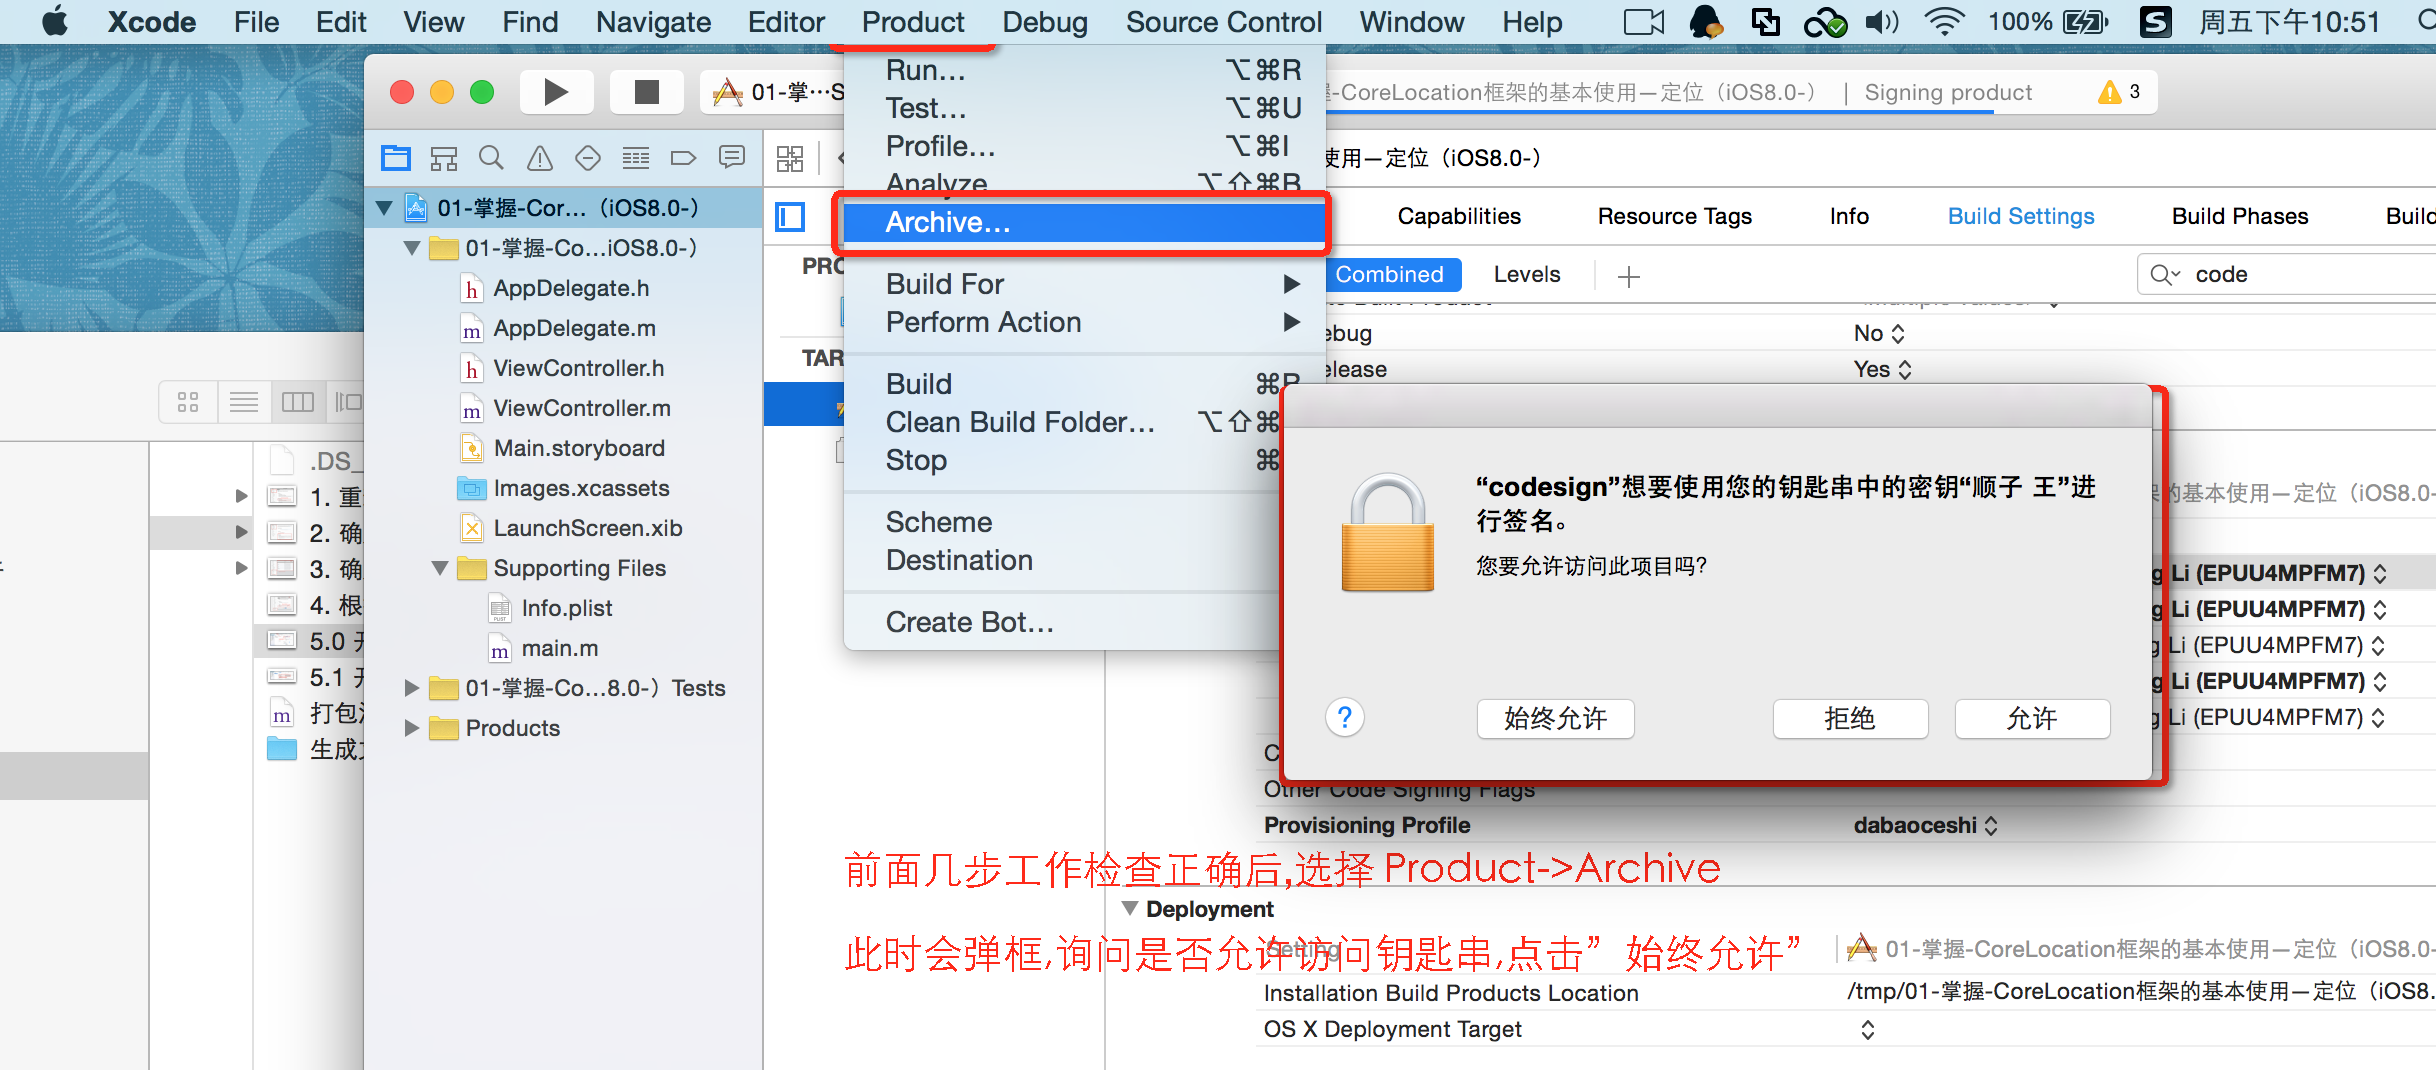 Xcode File Edit View Find Navigate Editor Product Debug Source Control Window Help 100% 周五下午10:51
01-掌…S
-CoreLocation框架的基本使用—定位（iOS8.0-） | Signing product 3
使用—定位（iOS8.0-）
Run… ⌥⌘R
Test… ⌥⌘U
Profile… ⌥⌘I
Analyze ⌥⇧⌘B
Archive…
Build For
Perform Action
Build ⌘B
Clean Build Folder… ⌥⇧⌘
Stop ⌘
Scheme
Destination
Create Bot…
01-掌握-Cor…（iOS8.0-）
01-掌握-Co…iOS8.0-）
AppDelegate.h
AppDelegate.m
ViewController.h
ViewController.m
Main.storyboard
Images.xcassets
LaunchScreen.xib
Supporting Files
Info.plist
main.m
01-掌握-Co…8.0-）Tests
Products
.DS_
1. 重
2. 确
3. 确
4. 根
5.0
5.1
打包
生成
PRO
TAR
Capabilities Resource Tags Info Build Settings Build Phases Build
Combined Levels + code
ebug No
elease Yes
“codesign”想要使用您的钥匙串中的密钥“顺子 王”进
行签名。
您要允许访问此项目吗?
? 始终允许 拒绝 允许
的基本使用—定位（iOS8.0-
g Li (EPUU4MPFM7)
g Li (EPUU4MPFM7)
g Li (EPUU4MPFM7)
g Li (EPUU4MPFM7)
g Li (EPUU4MPFM7)
C
Other Code Signing Flags
Provisioning Profile dabaoceshi
前面几步工作检查正确后,选择 Product->Archive
Deployment
此时会弹框,询问是否允许访问钥匙串,点击”始终允许”
Setting 01-掌握-CoreLocation框架的基本使用—定位（iOS8.0-
Installation Build Products Location /tmp/01-掌握-CoreLocation框架的基本使用—定位（iOS8.
OS X Deployment Target